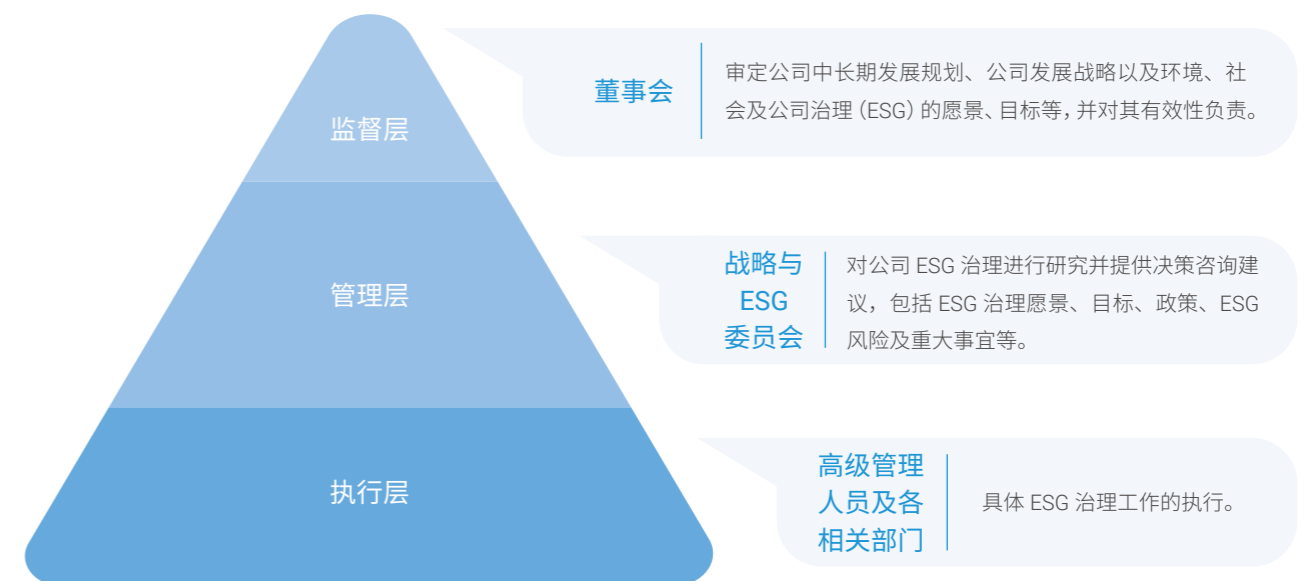 监督层
董事会
审定公司中长期发展规划、公司发展战略以及环境、社
会及公司治理（ESG）的愿景、目标等，并对其有效性负责。
管理层
战略与
ESG
委员会
对公司 ESG 治理进行研究并提供决策咨询建
议，包括 ESG 治理愿景、目标、政策、ESG
风险及重大事宜等。
执行层
高级管理
人员及各
相关部门
具体 ESG 治理工作的执行。